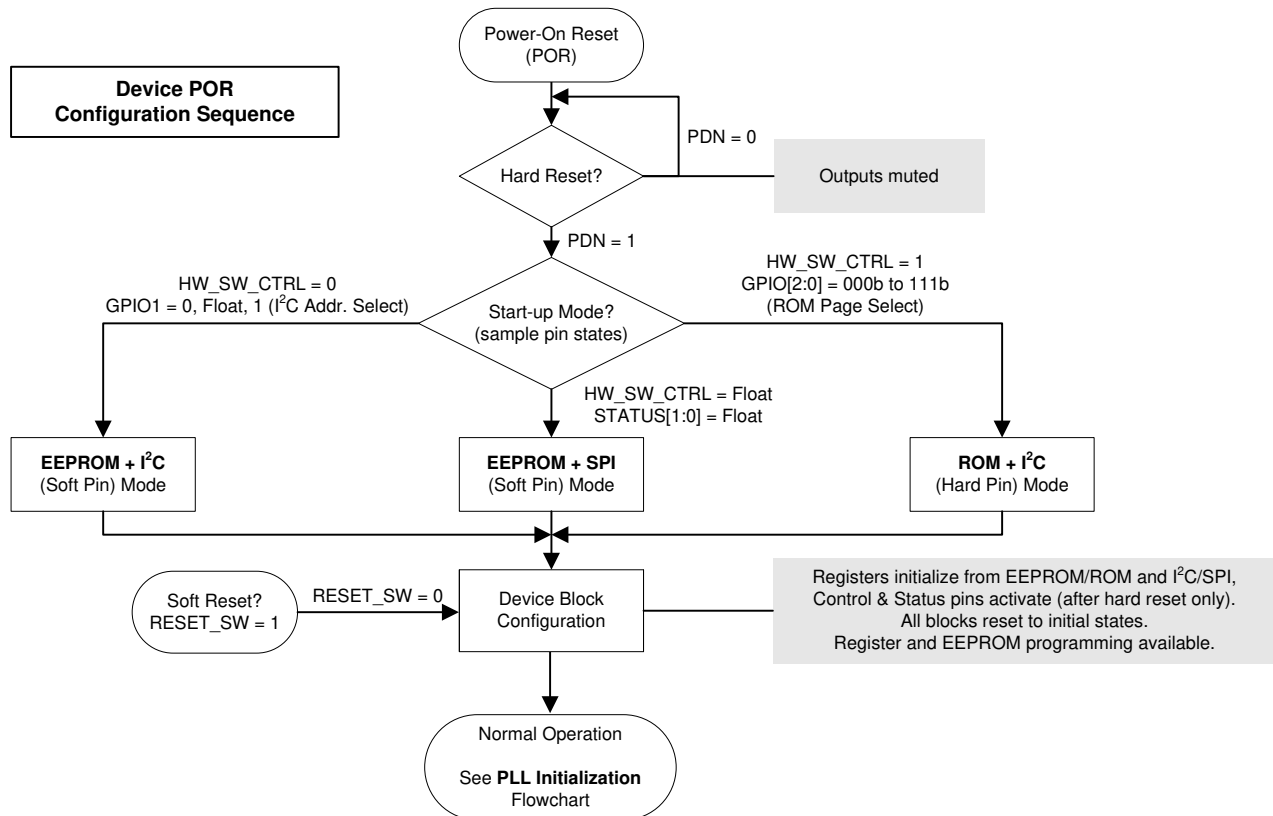 Power-On Reset
(POR)
Device POR
Configuration Sequence
PDN = 0
Hard Reset?
Outputs muted
PDN = 1
HW_SW_CTRL = 0
GPIO1 = 0, Float, 1 (I²C Addr. Select)
HW_SW_CTRL = 1
GPIO[2:0] = 000b to 111b
(ROM Page Select)
Start-up Mode?
(sample pin states)
HW_SW_CTRL = Float
STATUS[1:0] = Float
EEPROM + I²C
(Soft Pin) Mode
EEPROM + SPI
(Soft Pin) Mode
ROM + I²C
(Hard Pin) Mode
Soft Reset?
RESET_SW = 1
RESET_SW = 0
Device Block
Configuration
Registers initialize from EEPROM/ROM and I²C/SPI,
Control & Status pins activate (after hard reset only).
All blocks reset to initial states.
Register and EEPROM programming available.
Normal Operation
See PLL Initialization
Flowchart